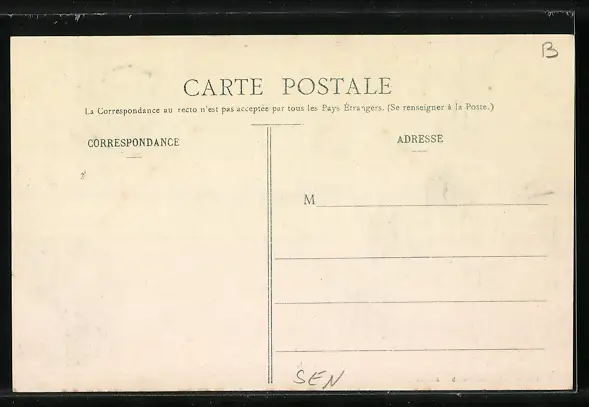 B
CARTE POSTALE
La Correspondance au recto n'est pas acceptée par tous les Pays Étrangers. (Se renseigner à la Poste.)
CORRESPONDANCE
ADRESSE
M
SEN